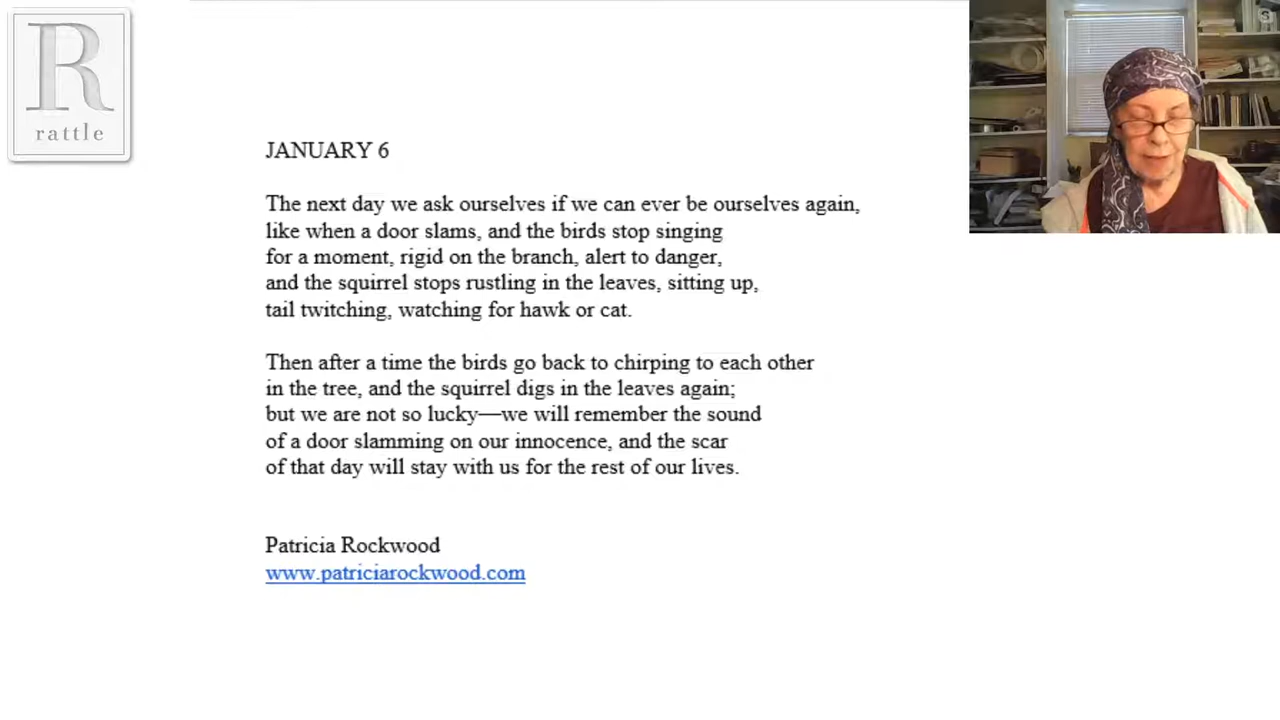 R
rattle
JANUARY 6
The next day we ask ourselves if we can ever be ourselves again,
like when a door slams, and the birds stop singing
for a moment, rigid on the branch, alert to danger,
and the squirrel stops rustling in the leaves, sitting up,
tail twitching, watching for hawk or cat.
Then after a time the birds go back to chirping to each other
in the tree, and the squirrel digs in the leaves again;
but we are not so lucky—we will remember the sound
of a door slamming on our innocence, and the scar
of that day will stay with us for the rest of our lives.
Patricia Rockwood
www.patriciarockwood.com